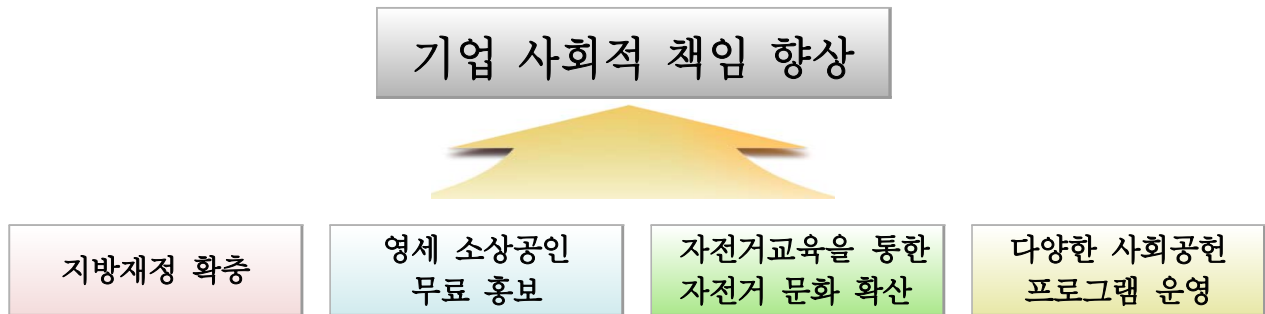 기업 사회적 책임 향상
지방재정 확충
영세 소상공인
무료 홍보
자전거교육을 통한
자전거 문화 확산
다양한 사회공헌
프로그램 운영